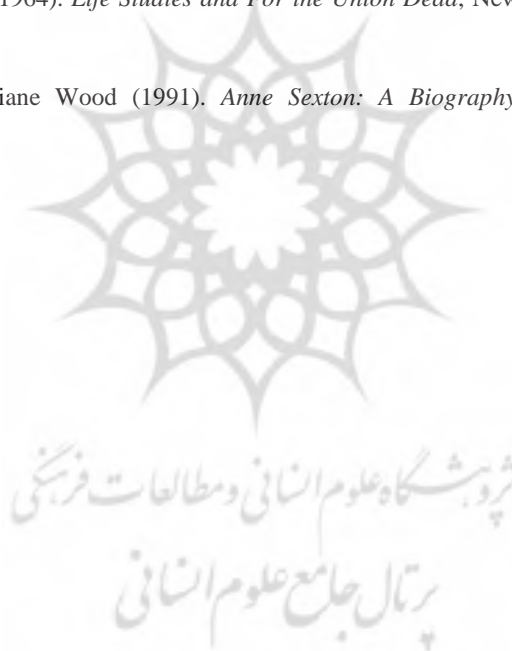 1964). Life Studies and For the Union Dead, New
iane Wood (1991). Anne Sexton: A Biography
پژوهشگاه علوم انسانی و مطالعات فرهنگی
پرتال جامع علوم انسانی